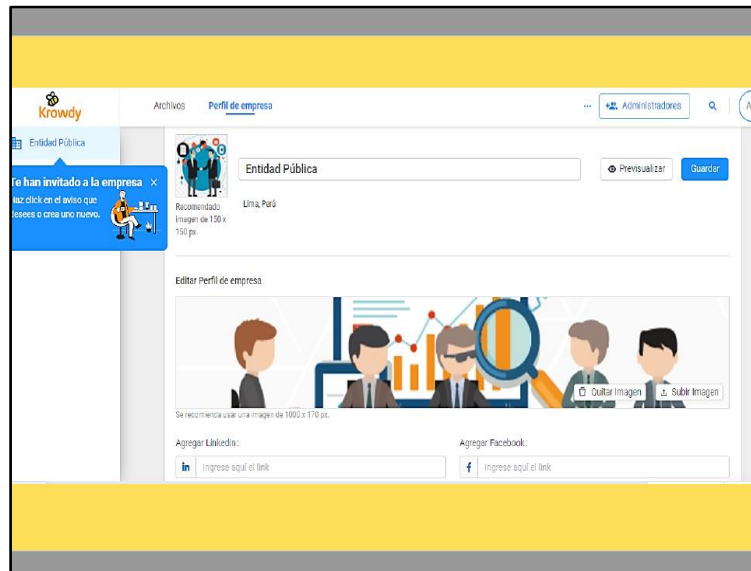 Krowdy
Archivos
Perfil de empresa
Administradores
Entidad Pública
Te han invitado a la empresa
Haz click en el aviso que
desees o crea uno nuevo.
Recomendado
imagen de 150 x
150 px.
Entidad Pública
Lima, Perú
Previsualizar
Guardar
Editar Perfil de empresa
Quitar Imagen
Subir Imagen
Se recomienda usar una imagen de 1000 x 170 px.
Agregar Linkedin:
in Ingrese aquí el link
Agregar Facebook:
f Ingrese aquí el link